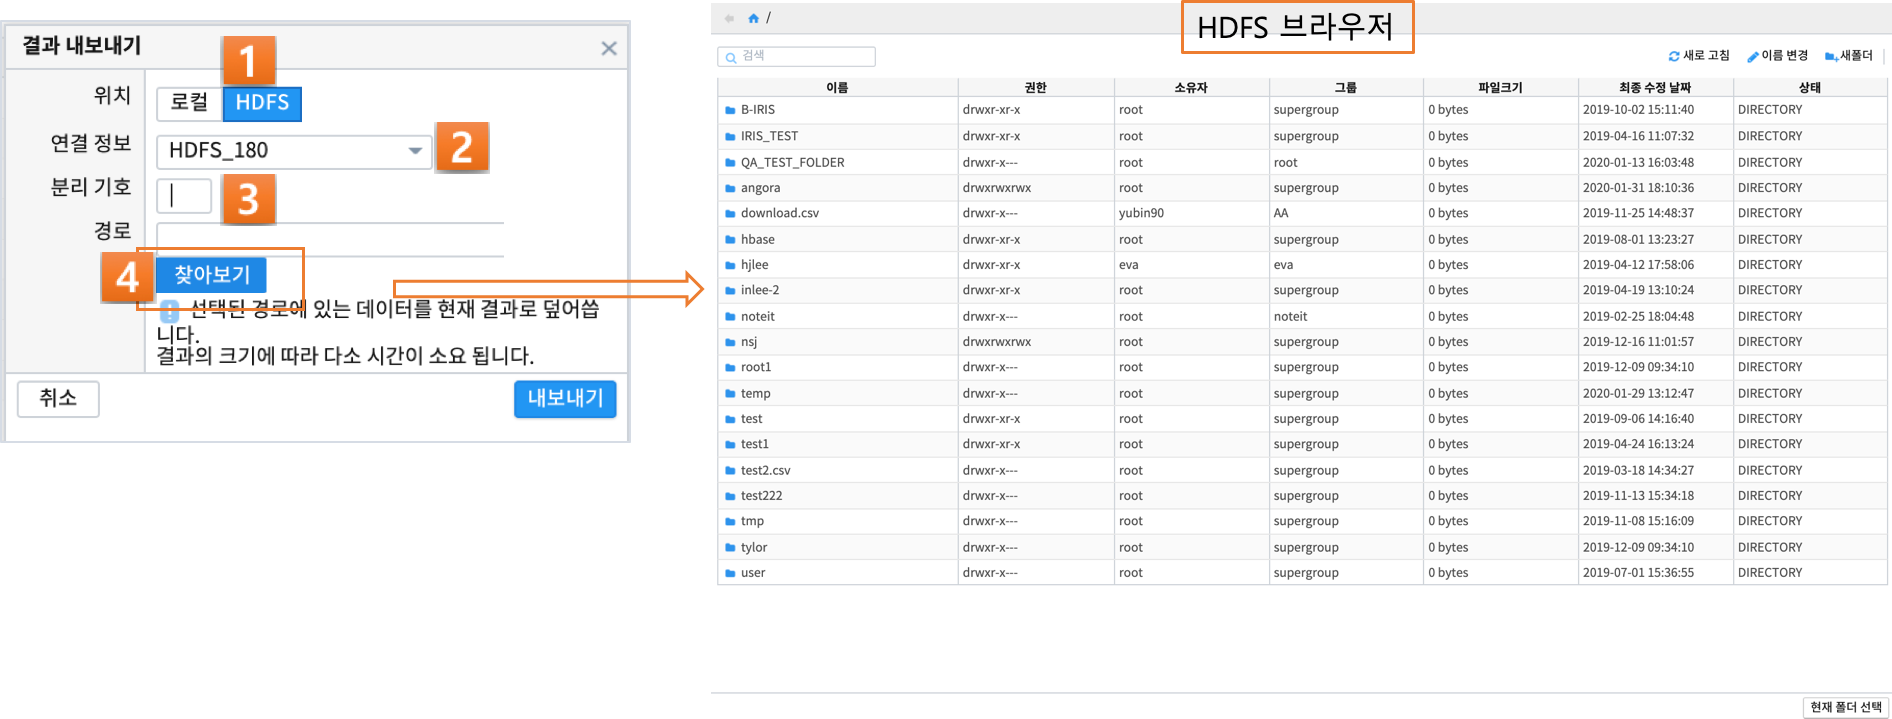 결과 내보내기
1
위치
로컬
HDFS
연결 정보
HDFS_180
2
분리 기호
3
경로
4
찾아보기
선택된 경로에 있는 데이터를 현재 결과로 덮어씁
니다.
결과의 크기에 따라 다소 시간이 소요 됩니다.
취소
내보내기
/
HDFS 브라우저
검색
새로 고침
이름 변경
새폴더
이름 권한 소유자 그룹 파일크기 최종 수정 날짜 상태
B-IRIS drwxr-xr-x root supergroup 0 bytes 2019-10-02 15:11:40 DIRECTORY
IRIS_TEST drwxr-xr-x root supergroup 0 bytes 2019-04-16 11:07:32 DIRECTORY
QA_TEST_FOLDER drwxr-x--- root root 0 bytes 2020-01-13 16:03:48 DIRECTORY
angora drwxrwxrwx root supergroup 0 bytes 2020-01-31 18:10:36 DIRECTORY
download.csv drwxr-x--- yubin90 AA 0 bytes 2019-11-25 14:48:37 DIRECTORY
hbase drwxr-xr-x root supergroup 0 bytes 2019-08-01 13:23:27 DIRECTORY
hjlee drwxr-xr-x eva eva 0 bytes 2019-04-12 17:58:06 DIRECTORY
inlee-2 drwxr-xr-x root supergroup 0 bytes 2019-04-19 13:10:24 DIRECTORY
noteit drwxr-x--- root noteit 0 bytes 2019-02-25 18:04:48 DIRECTORY
nsj drwxrwxrwx root supergroup 0 bytes 2019-12-16 11:01:57 DIRECTORY
root1 drwxr-x--- root supergroup 0 bytes 2019-12-09 09:34:10 DIRECTORY
temp drwxr-x--- root supergroup 0 bytes 2020-01-29 13:12:47 DIRECTORY
test drwxr-xr-x root supergroup 0 bytes 2019-09-06 14:16:40 DIRECTORY
test1 drwxr-xr-x root supergroup 0 bytes 2019-04-24 16:13:24 DIRECTORY
test2.csv drwxr-x--- root supergroup 0 bytes 2019-03-18 14:34:27 DIRECTORY
test222 drwxr-x--- root supergroup 0 bytes 2019-11-13 15:34:18 DIRECTORY
tmp drwxr-x--- root supergroup 0 bytes 2019-11-08 15:16:09 DIRECTORY
tylor drwxr-x--- root supergroup 0 bytes 2019-12-09 09:34:10 DIRECTORY
user drwxr-x--- root supergroup 0 bytes 2019-07-01 15:36:55 DIRECTORY
현재 폴더 선택